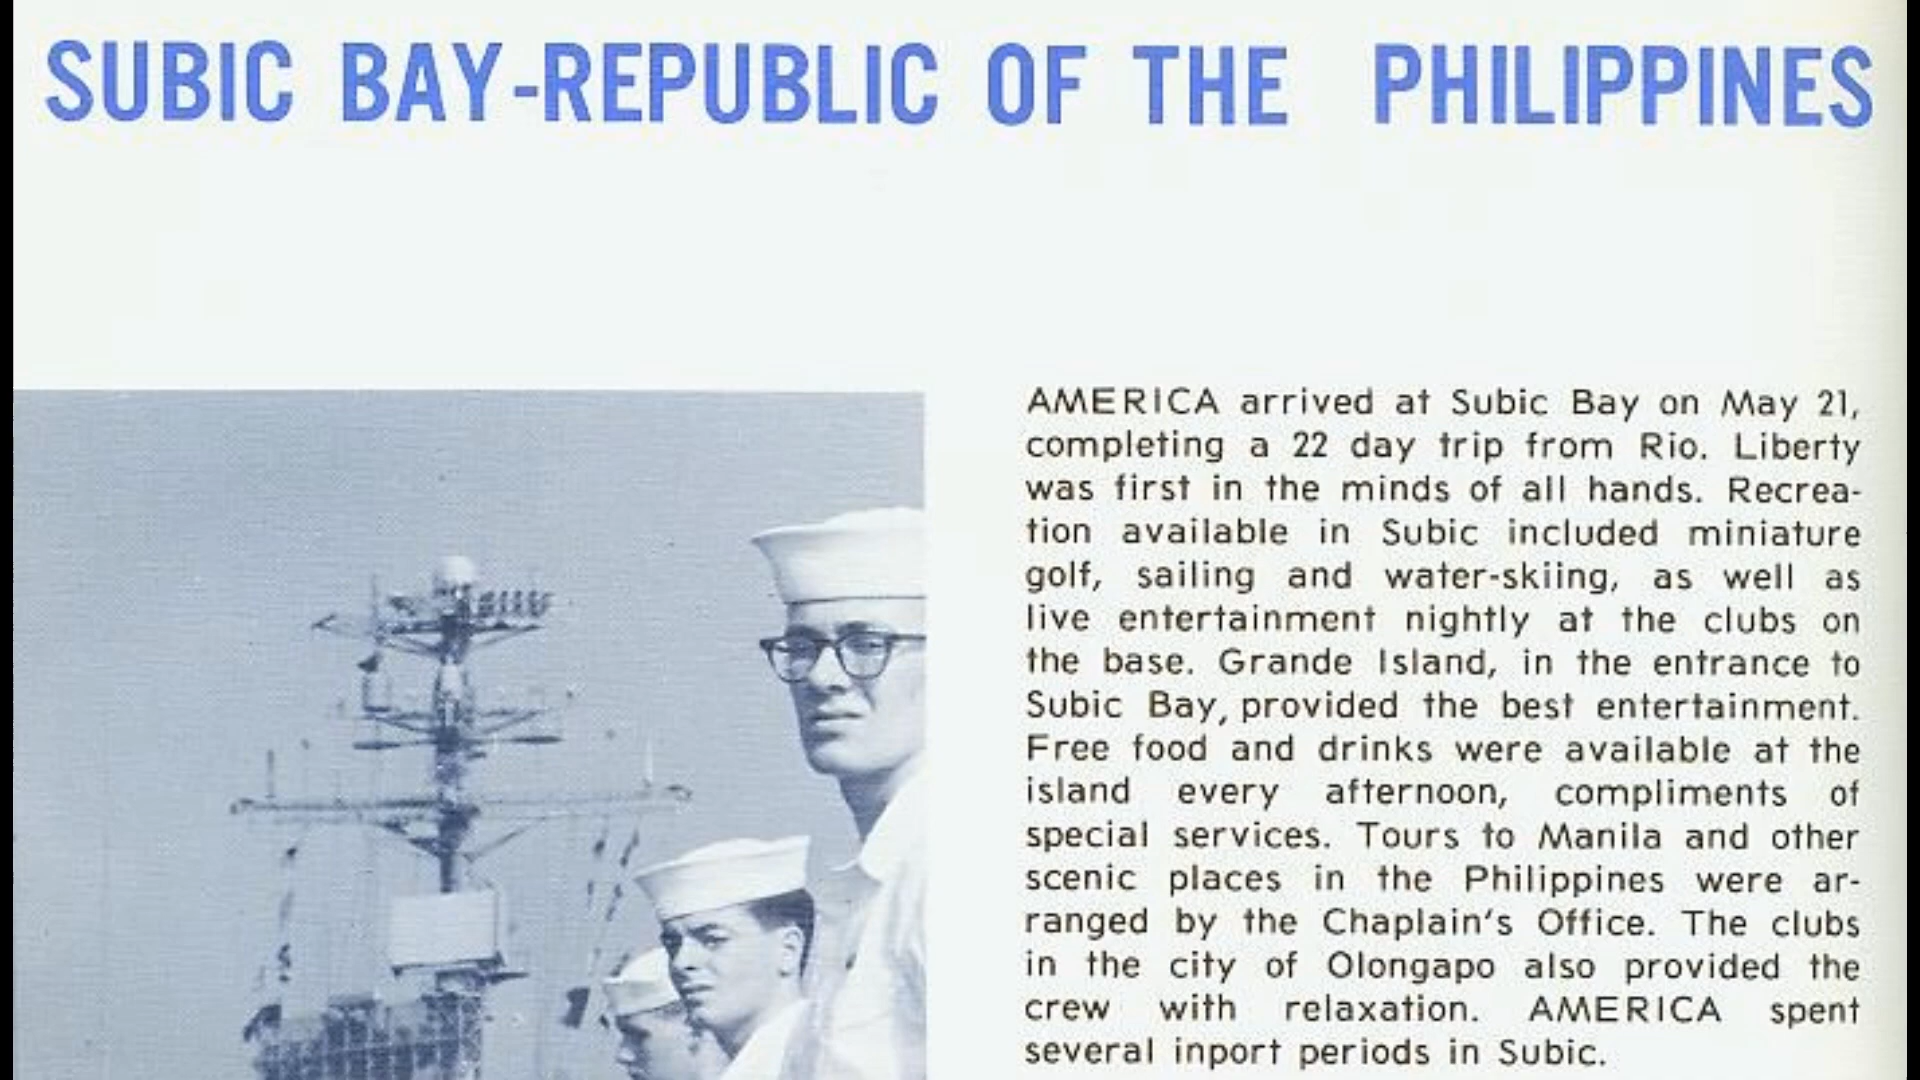 SUBIC BAY-REPUBLIC OF THE PHILIPPINES
AMERICA arrived at Subic Bay on May 21,
completing a 22 day trip from Rio. Liberty
was first in the minds of all hands. Recrea-
tion available in Subic included miniature
golf, sailing and water-skiing, as well as
live entertainment nightly at the clubs on
the base. Grande Island, in the entrance to
Subic Bay, provided the best entertainment.
Free food and drinks were available at the
island every afternoon, compliments of
special services. Tours to Manila and other
scenic places in the Philippines were ar-
ranged by the Chaplain's Office. The clubs
in the city of Olongapo also provided the
crew with relaxation. AMERICA spent
several inport periods in Subic.